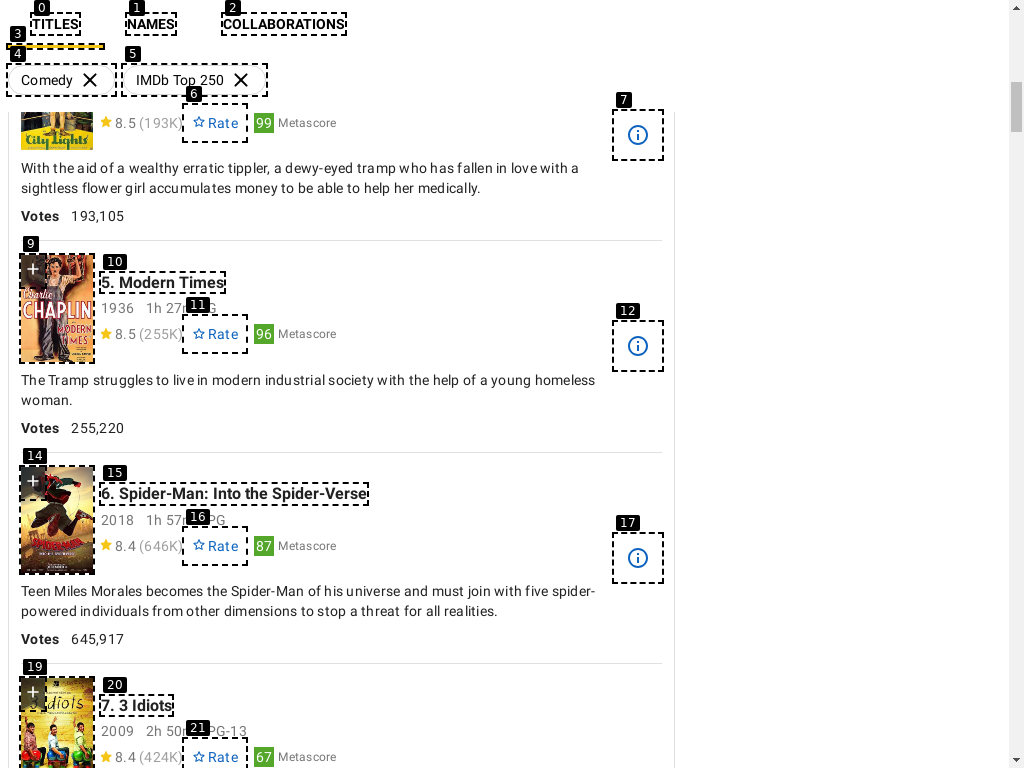 0 1 2
TITLES NAMES COLLABORATIONS
3
4 5
Comedy IMDb Top 250
6 7
City Lights 8.5 (193K) Rate 99 Metascore
With the aid of a wealthy erratic tippler, a dewy-eyed tramp who has fallen in love with a
sightless flower girl accumulates money to be able to help her medically.
Votes 193,105
9
10
5. Modern Times
1936 1h 27m PG
11 12
Charlie
CHAPLIN
MODERN
TIMES
8.5 (255K) Rate 96 Metascore
The Tramp struggles to live in modern industrial society with the help of a young homeless
woman.
Votes 255,220
14
15
6. Spider-Man: Into the Spider-Verse
2018 1h 57m PG
16 17
8.4 (646K) Rate 87 Metascore
Teen Miles Morales becomes the Spider-Man of his universe and must join with five spider-
powered individuals from other dimensions to stop a threat for all realities.
Votes 645,917
19
20
3 idiots
7. 3 Idiots
2009 2h 50m PG-13
21
8.4 (424K) Rate 67 Metascore